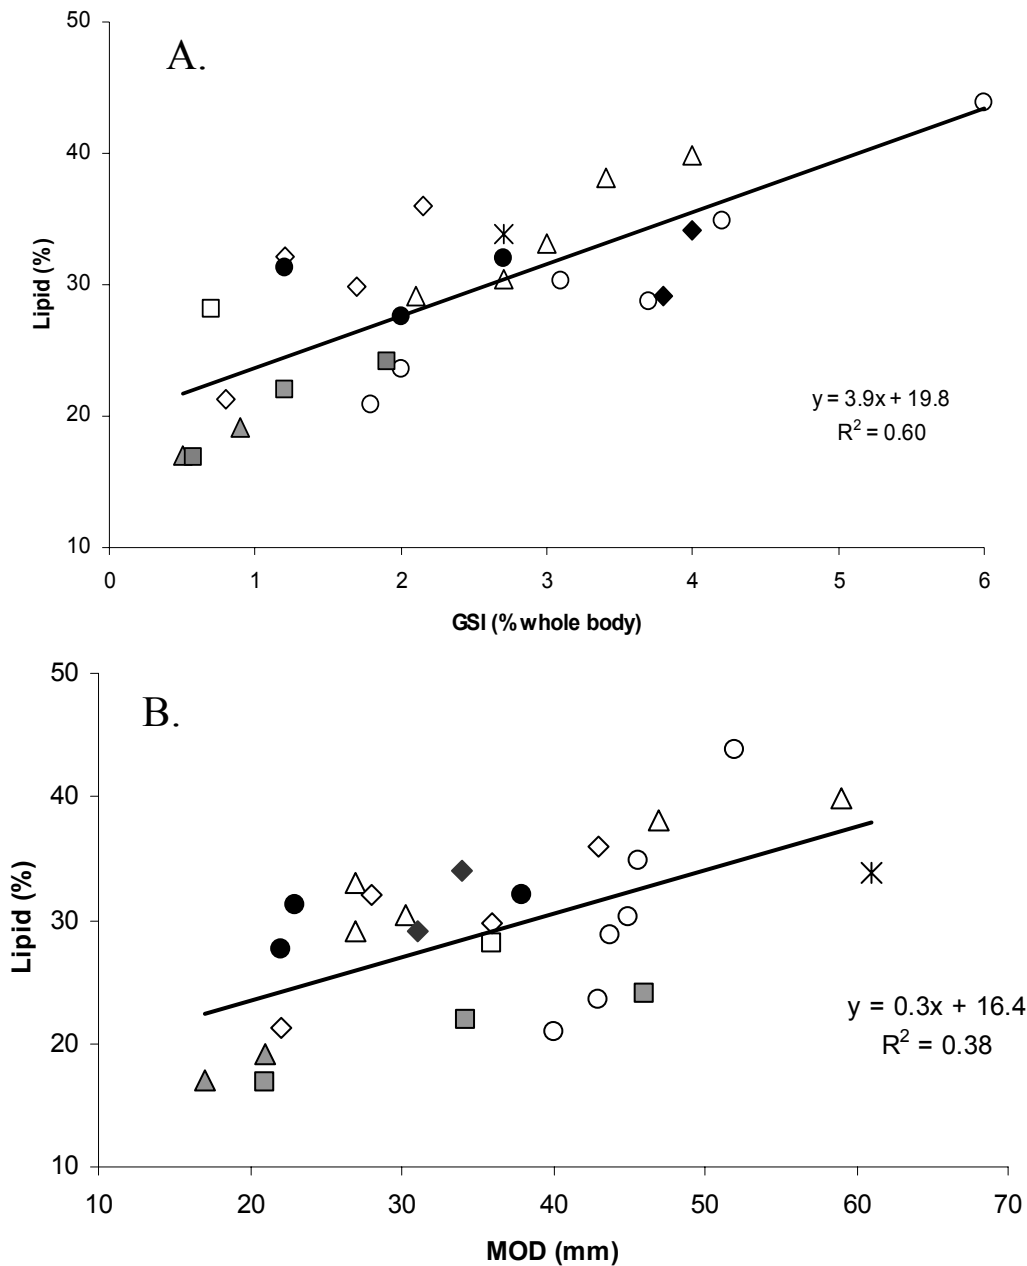 50
A.
40
Lipid (%)
30
20
y = 3.9x + 19.8
R² = 0.60
10
0 1 2 3 4 5 6
GSI (% whole body)
50
B.
40
Lipid (%)
30
20
y = 0.3x + 16.4
R² = 0.38
10
10 20 30 40 50 60 70
MOD (mm)